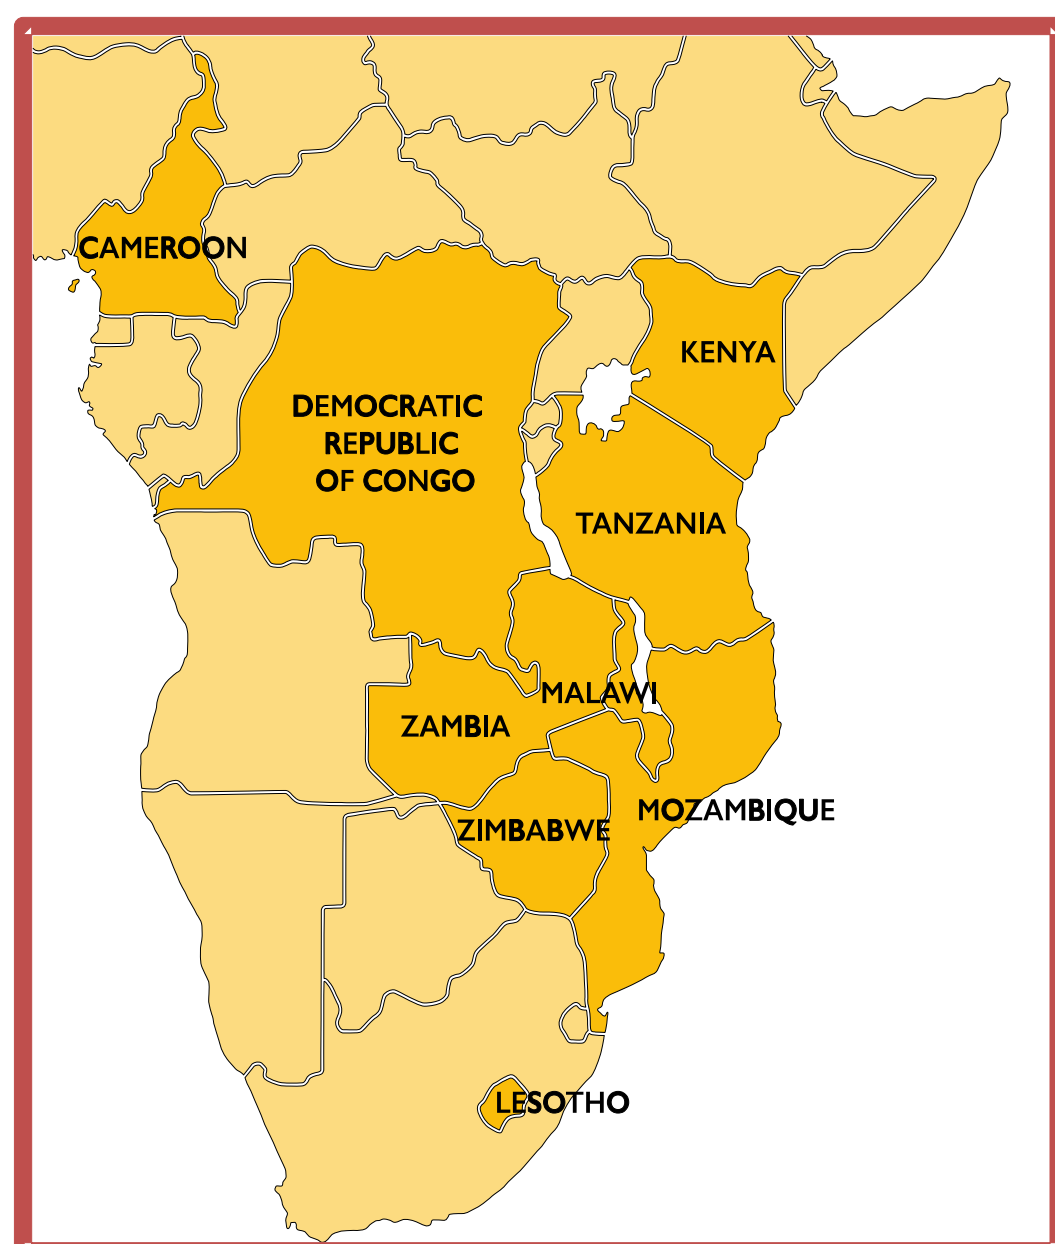 CAMEROON
KENYA
DEMOCRATIC
REPUBLIC
OF CONGO
TANZANIA
MALAWI
ZAMBIA
MOZAMBIQUE
ZIMBABWE
LESOTHO